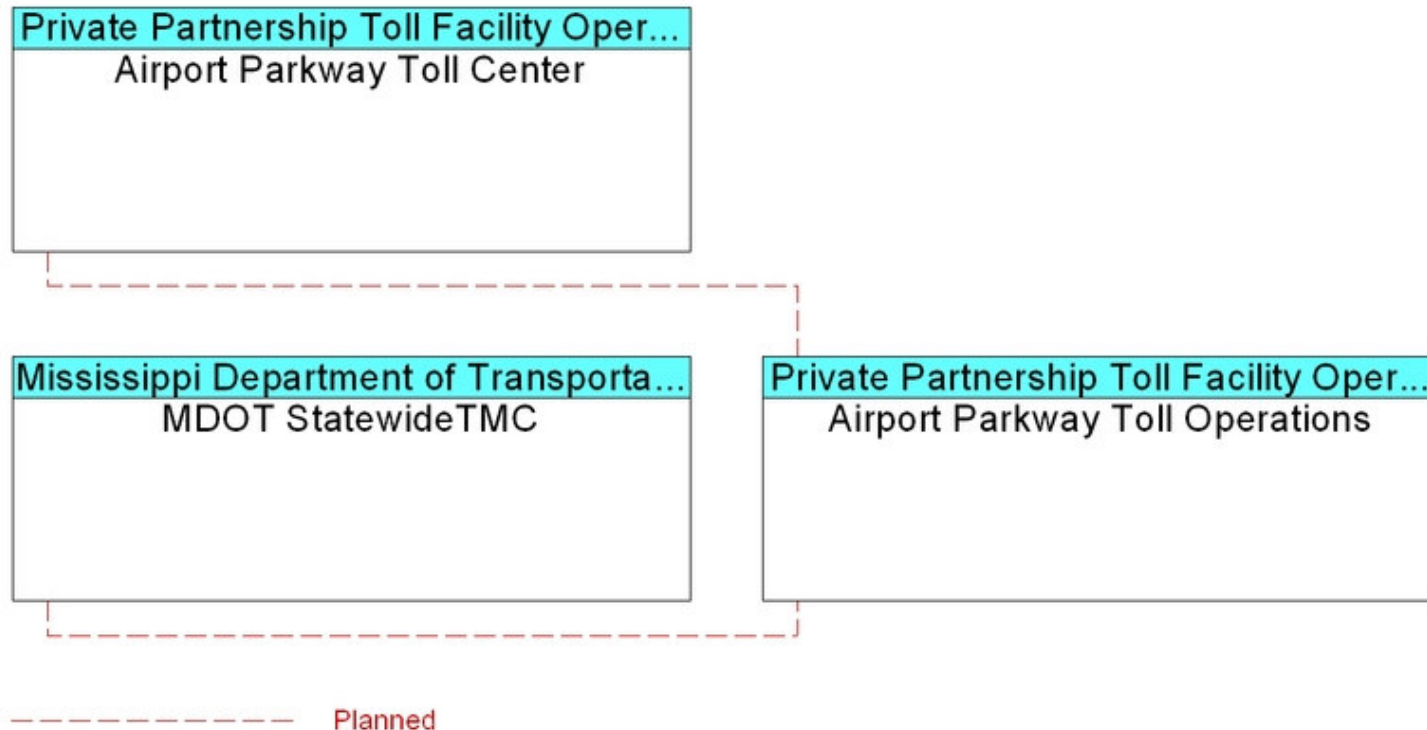 Private Partnership Toll Facility Oper...
Airport Parkway Toll Center
Mississippi Department of Transporta...
MDOT StatewideTMC
Private Partnership Toll Facility Oper...
Airport Parkway Toll Operations
Planned